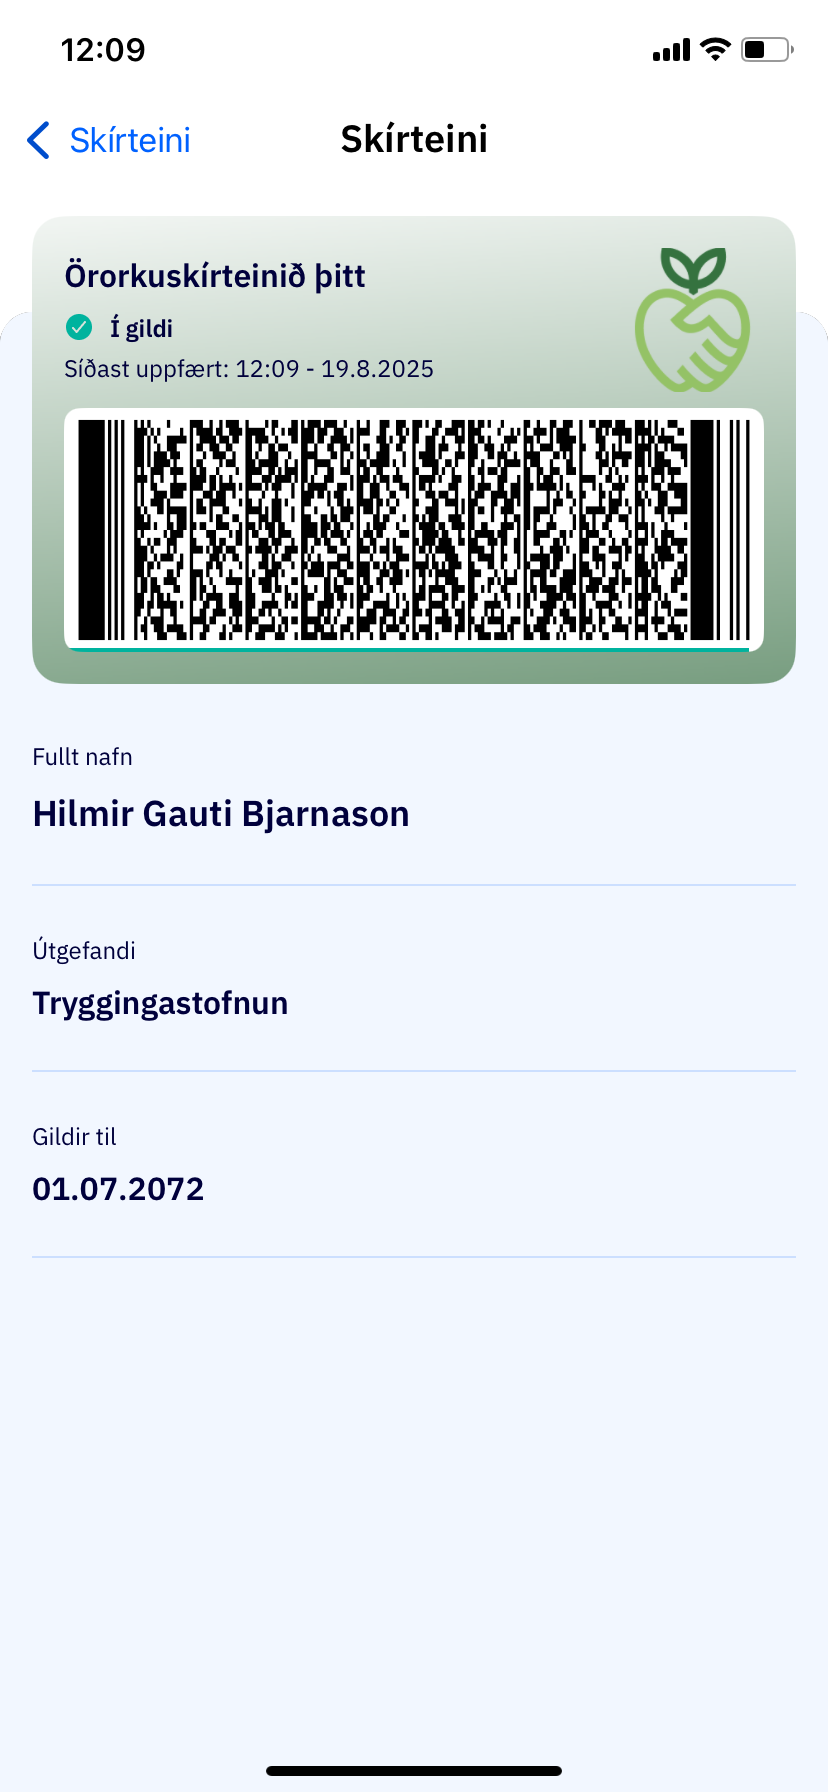 12:09
Skírteini
Skírteini
Örorkuskírteinið þitt
Í gildi
Síðast uppfært: 12:09 - 19.8.2025
Fullt nafn
Hilmir Gauti Bjarnason
Útgefandi
Tryggingastofnun
Gildir til
01.07.2072